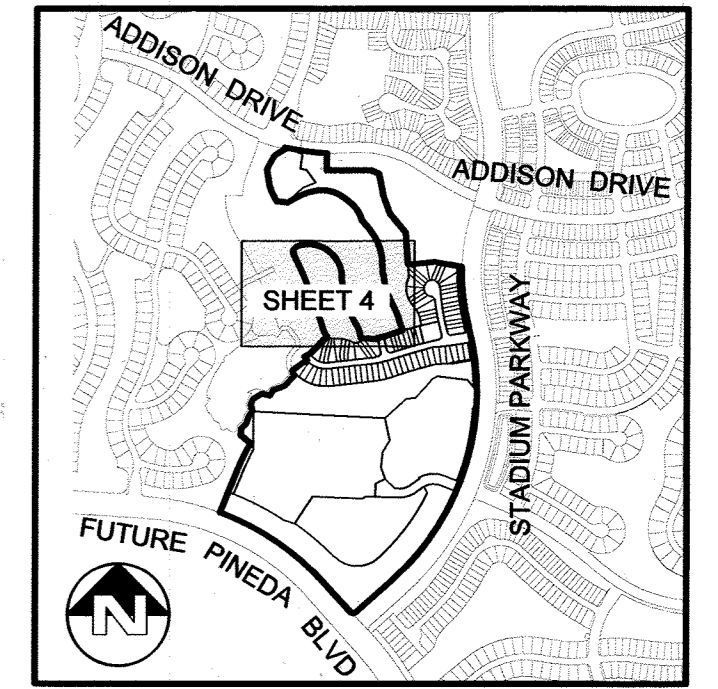 ADDISON DRIVE
ADDISON DRIVE
SHEET 4
STADIUM PARKWAY
FUTURE PINEDA BLVD
N